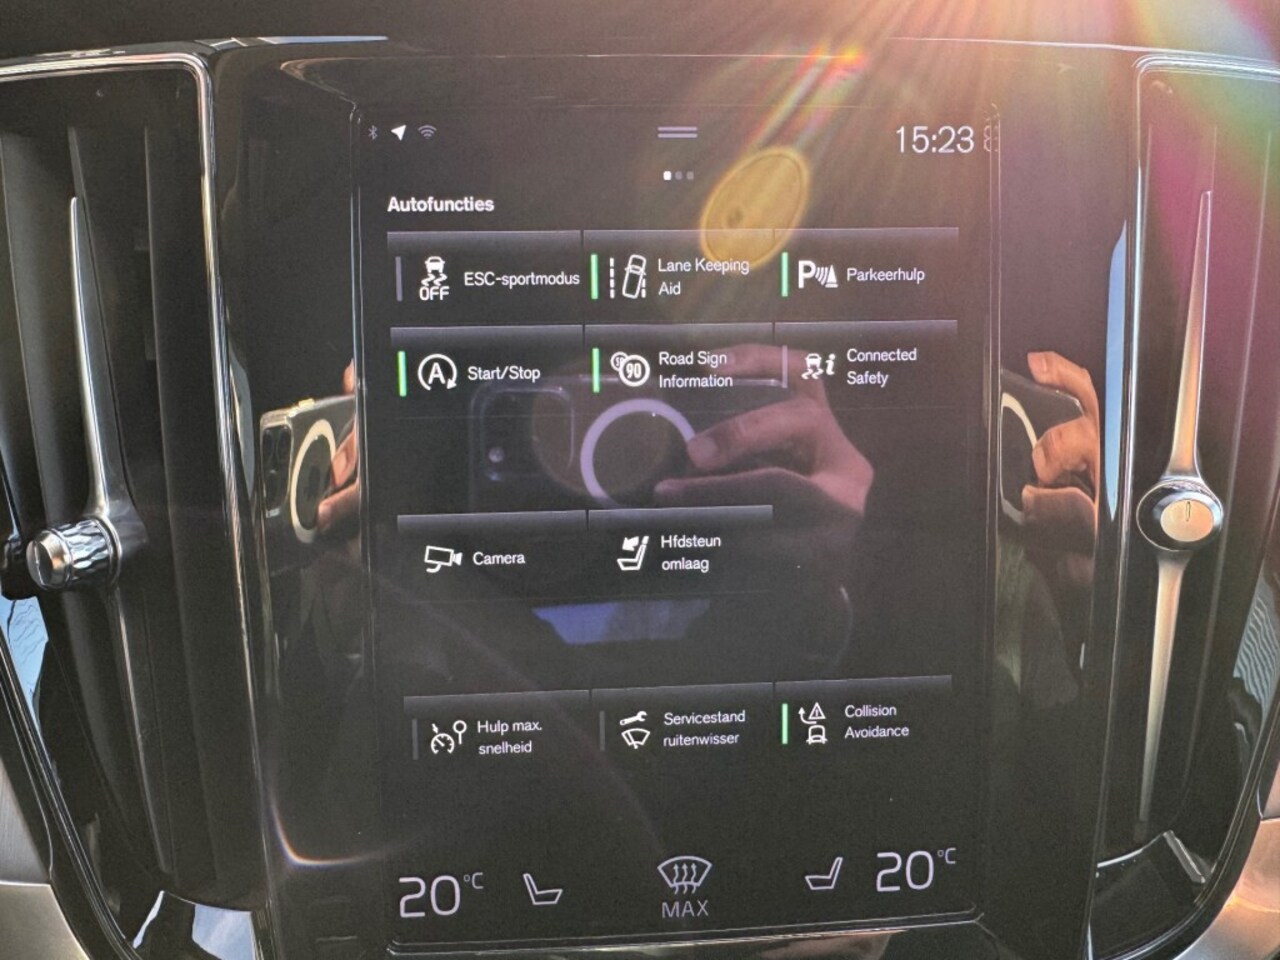 15:23
Autofuncties
OFF
ESC-sportmodus
Lane Keeping
Aid
P
Parkeerhulp
A
Start/Stop
90
Road Sign
Information
Connected
Safety
Camera
Hfdsteun
omlaag
Hulp max.
snelheid
Servicestand
ruitenwisser
Collision
Avoidance
20°C
MAX
20°C